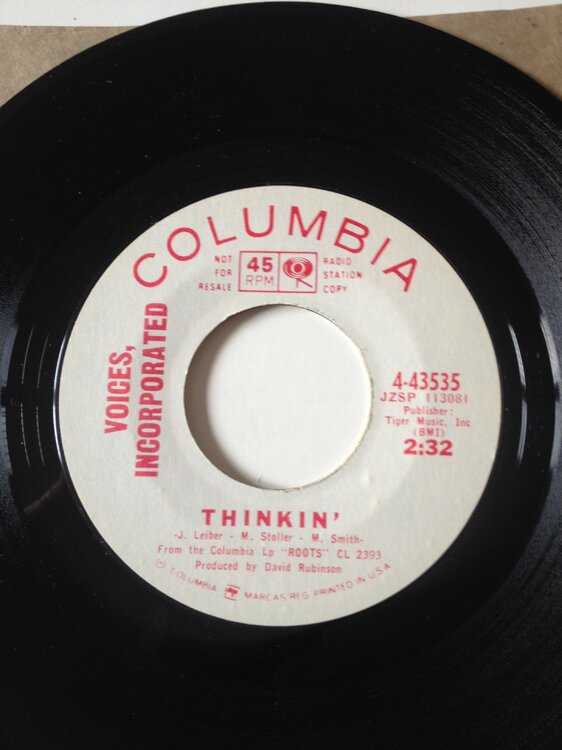 COLUMBIA
NOT
FOR
RESALE
45
RPM
RADIO
STATION
COPY
VOICES,
INCORPORATED
4-43535
JZSP 113081
Publisher:
Tiger Music, Inc
(BMI)
2:32
THINKIN'
-J. Leiber - M. Stoller - M. Smith-
From the Columbia Lp "ROOTS" CL 2393
Produced by David Rubinson
Ⓟ COLUMBIA MARCAS REG. PRINTED IN U.S.A.